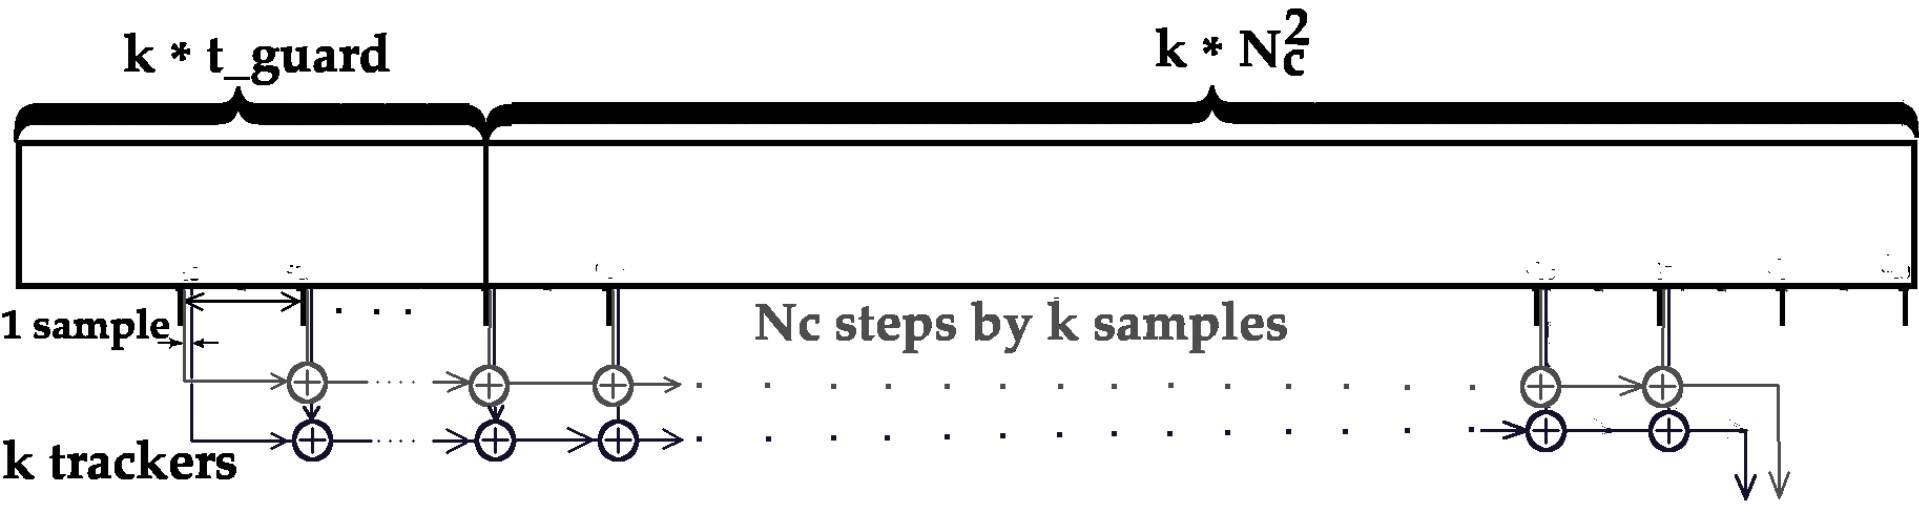 k * t_guard
k * N_c^2
1 sample
. . .
Nc steps by k samples
k trackers